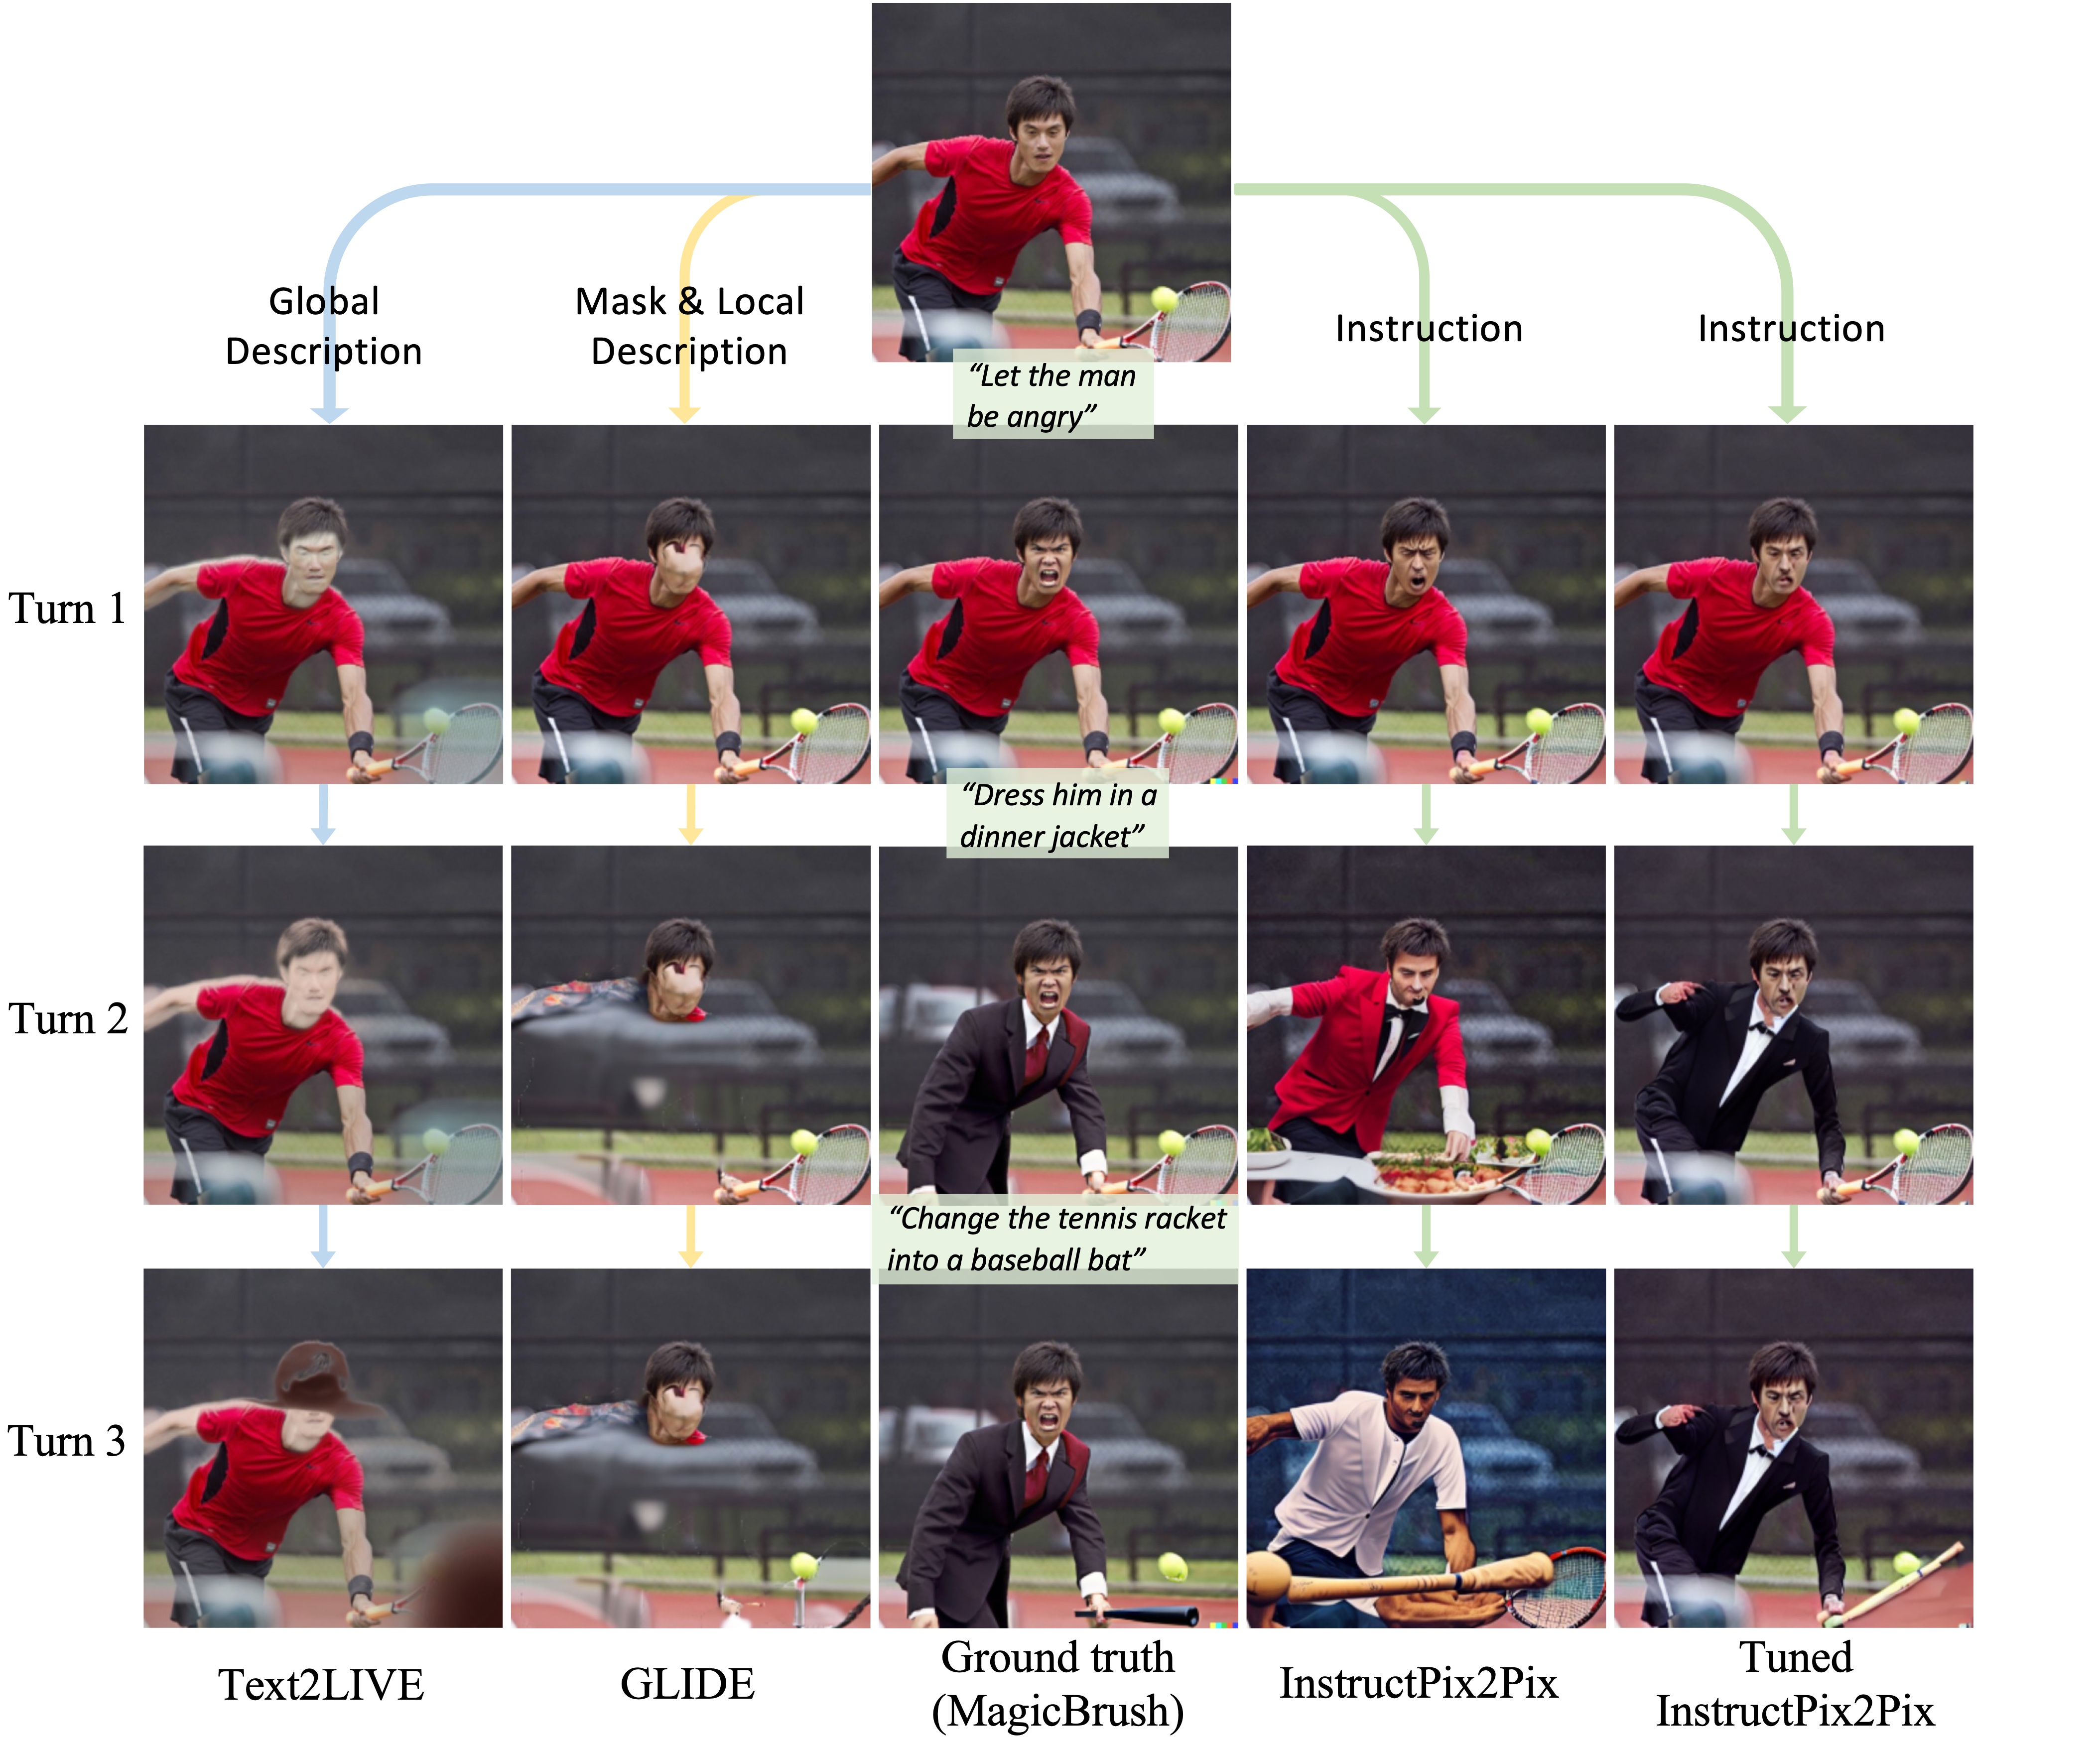 Global
Description
Mask & Local
Description
Instruction
Instruction
“Let the man
be angry”
Turn 1
“Dress him in a
dinner jacket”
Turn 2
“Change the tennis racket
into a baseball bat”
Turn 3
Text2LIVE
GLIDE
Ground truth
(MagicBrush)
InstructPix2Pix
Tuned
InstructPix2Pix